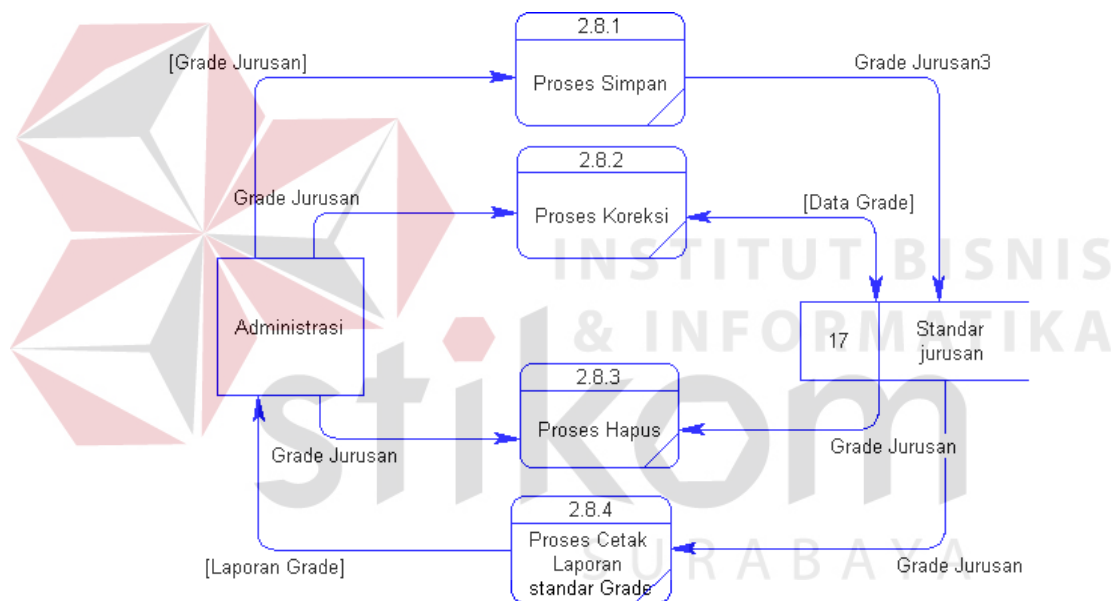 2.8.1
[Grade Jurusan]
Grade Jurusan3
Proses Simpan
2.8.2
Grade Jurusan
[Data Grade]
Proses Koreksi
INSTITUT BISNIS
& INFORMATIKA
Administrasi
17
Standar
jurusan
2.8.3
stikom
Proses Hapus
Grade Jurusan
Grade Jurusan
2.8.4
Proses Cetak
Laporan
standar Grade
[Laporan Grade]
Grade Jurusan
SURABAYA